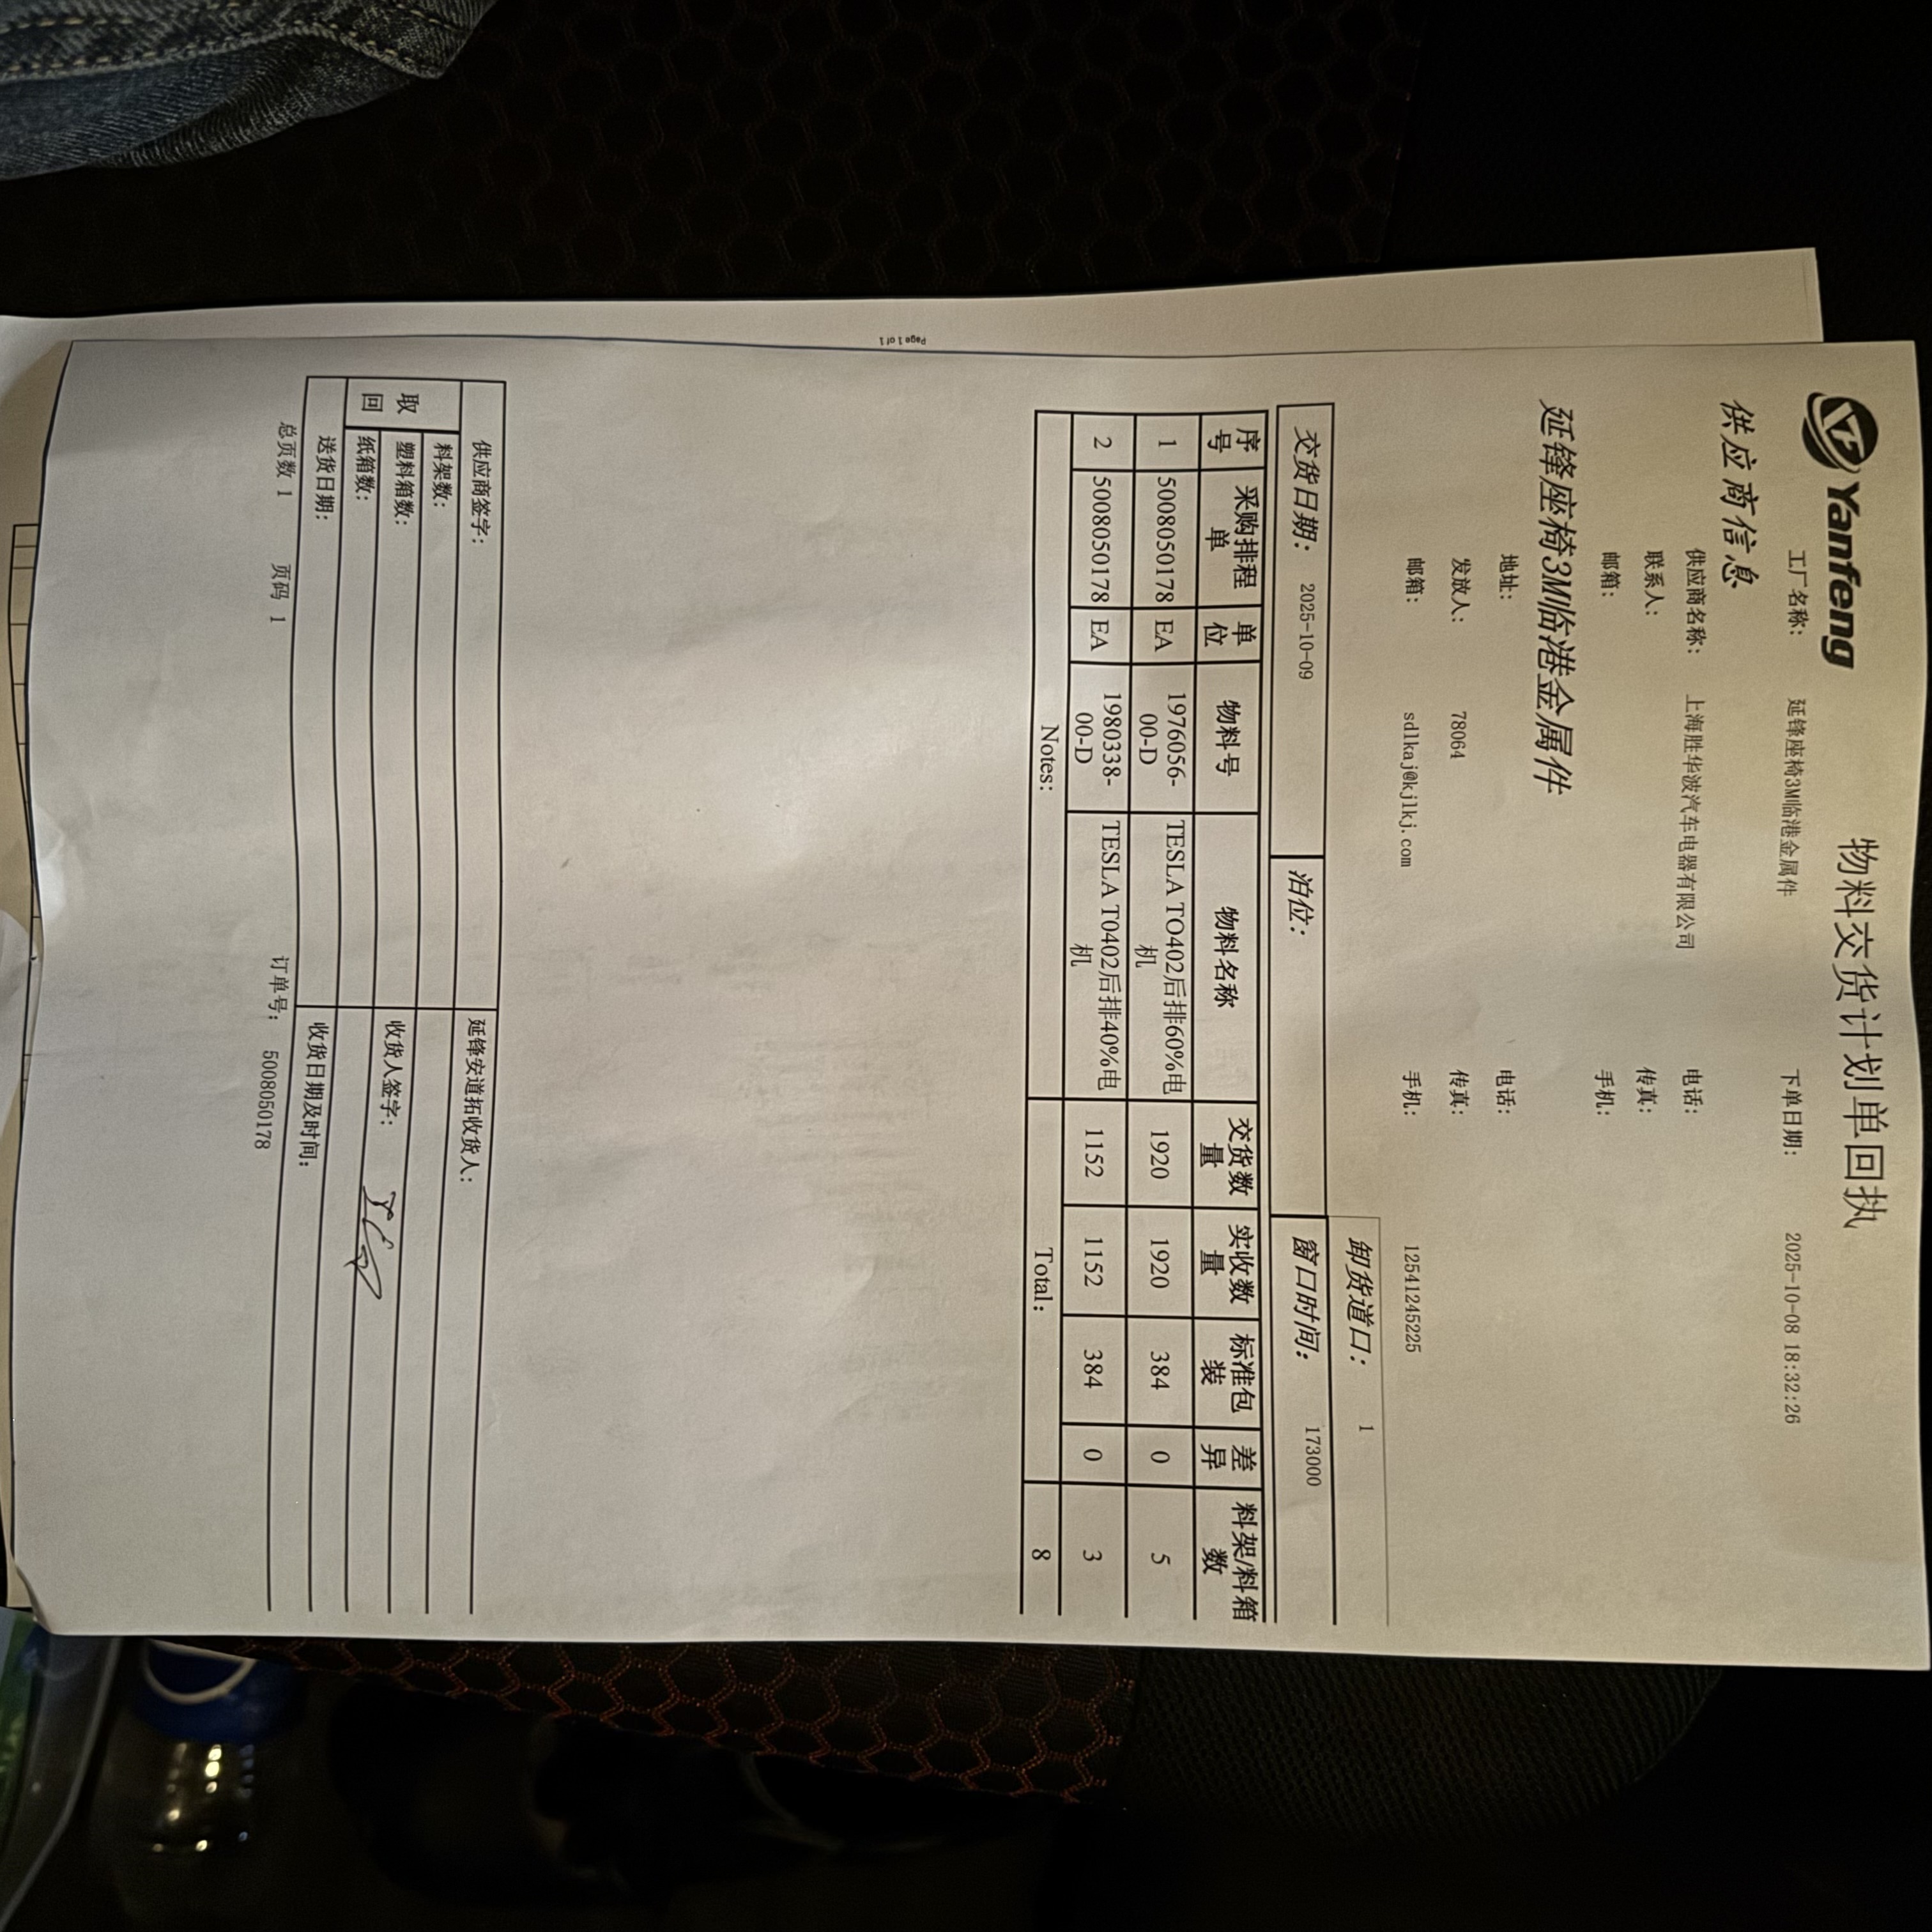 Yanfeng
物料交货计划单回执
工厂名称: 延锋座椅3M临港金属件 下单日期: 2025-10-08 18:32:26
供应商信息
供应商名称: 上海胜华波汽车电器有限公司 电话:
联系人: 传真:
邮箱: 手机:
延锋座椅3M临港金属件
地址: 电话:
发放人: 78064 传真:
邮箱: sdlkaj@kjlkj.com 手机: 12541245225
卸货道口: 1
交货日期: 2025-10-09 泊位: 窗口时间: 173000
序号 采购排程单 单位 物料号 物料名称 交货数量 实收数量 标准包装 差异 料架/料箱数
1 5008050178 EA 1976056-00-D TESLA TO402后排60%电机 1920 1920 384 0 5
2 5008050178 EA 1980338-00-D TESLA T0402后排40%电机 1152 1152 384 0 3
Notes: Total: 8
供应商签字: 延锋安道拓收货人:
取回 料架数:
塑料箱数: 收货人签字:
纸箱数:
送货日期: 收货日期及时间:
总页数 1 页码 1 订单号: 5008050178
Page 1 of 1